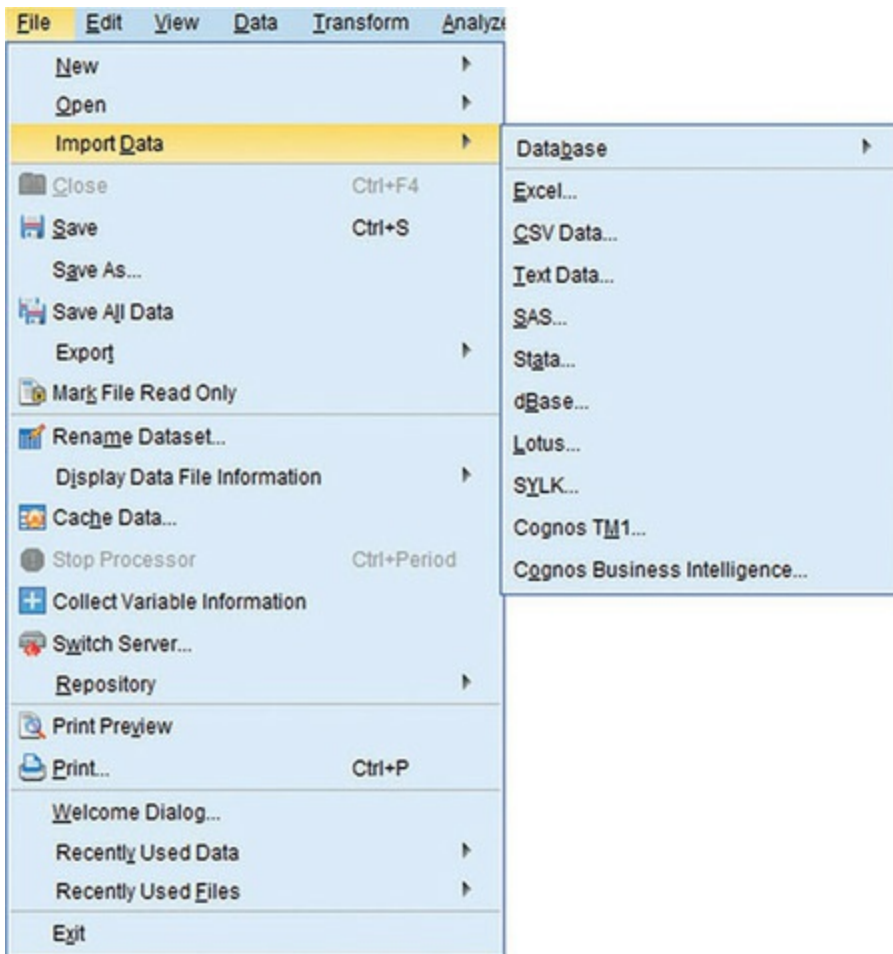 File Edit View Data Transform Analyze
New
Open
Import Data
Close Ctrl+F4
Save Ctrl+S
Save As...
Save All Data
Export
Mark File Read Only
Rename Dataset...
Display Data File Information
Cache Data...
Stop Processor Ctrl+Period
Collect Variable Information
Switch Server...
Repository
Print Preview
Print... Ctrl+P
Welcome Dialog...
Recently Used Data
Recently Used Files
Exit
Database
Excel...
CSV Data...
Text Data...
SAS...
Stata...
dBase...
Lotus...
SYLK...
Cognos TM1...
Cognos Business Intelligence...